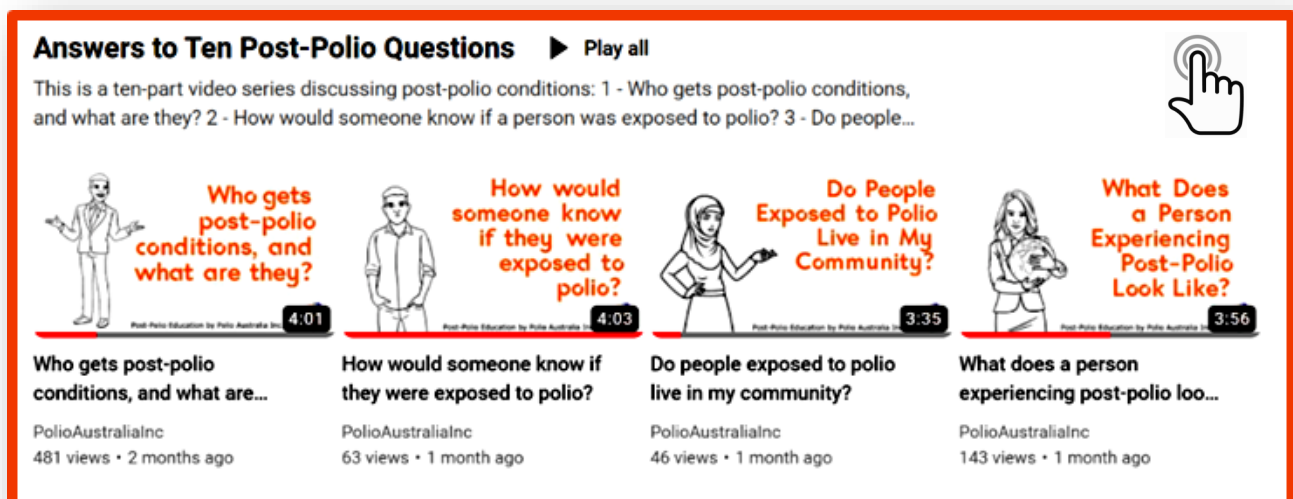 Answers to Ten Post-Polio Questions Play all
This is a ten-part video series discussing post-polio conditions: 1 - Who gets post-polio conditions,
and what are they? 2 - How would someone know if a person was exposed to polio? 3 - Do people...
Who gets
post-polio
conditions, and
what are they?
Post-Polio Education by Polio Australia Inc
4:01
How would
someone know
if they were
exposed to
polio?
Post-Polio Education by Polio Australia In
4:03
Do People
Exposed to Polio
Live in My
Community?
Post-Polio Education by Polio Australia In
3:35
What Does
a Person
Experiencing
Post-Polio
Look Like?
Post-Polio Education by Polio Australia In
3:56
Who gets post-polio
conditions, and what are...
PolioAustraliaInc
481 views • 2 months ago
How would someone know if
they were exposed to polio?
PolioAustraliaInc
63 views • 1 month ago
Do people exposed to polio
live in my community?
PolioAustraliaInc
46 views • 1 month ago
What does a person
experiencing post-polio loo...
PolioAustraliaInc
143 views • 1 month ago